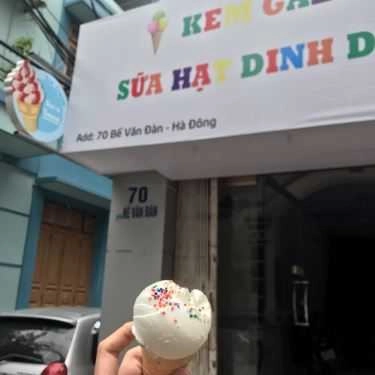 KEM
SỮA HẠT DINH
Add: 70 Bế Văn Đàn - Hà Đông
70
BẾ VĂN ĐÀN